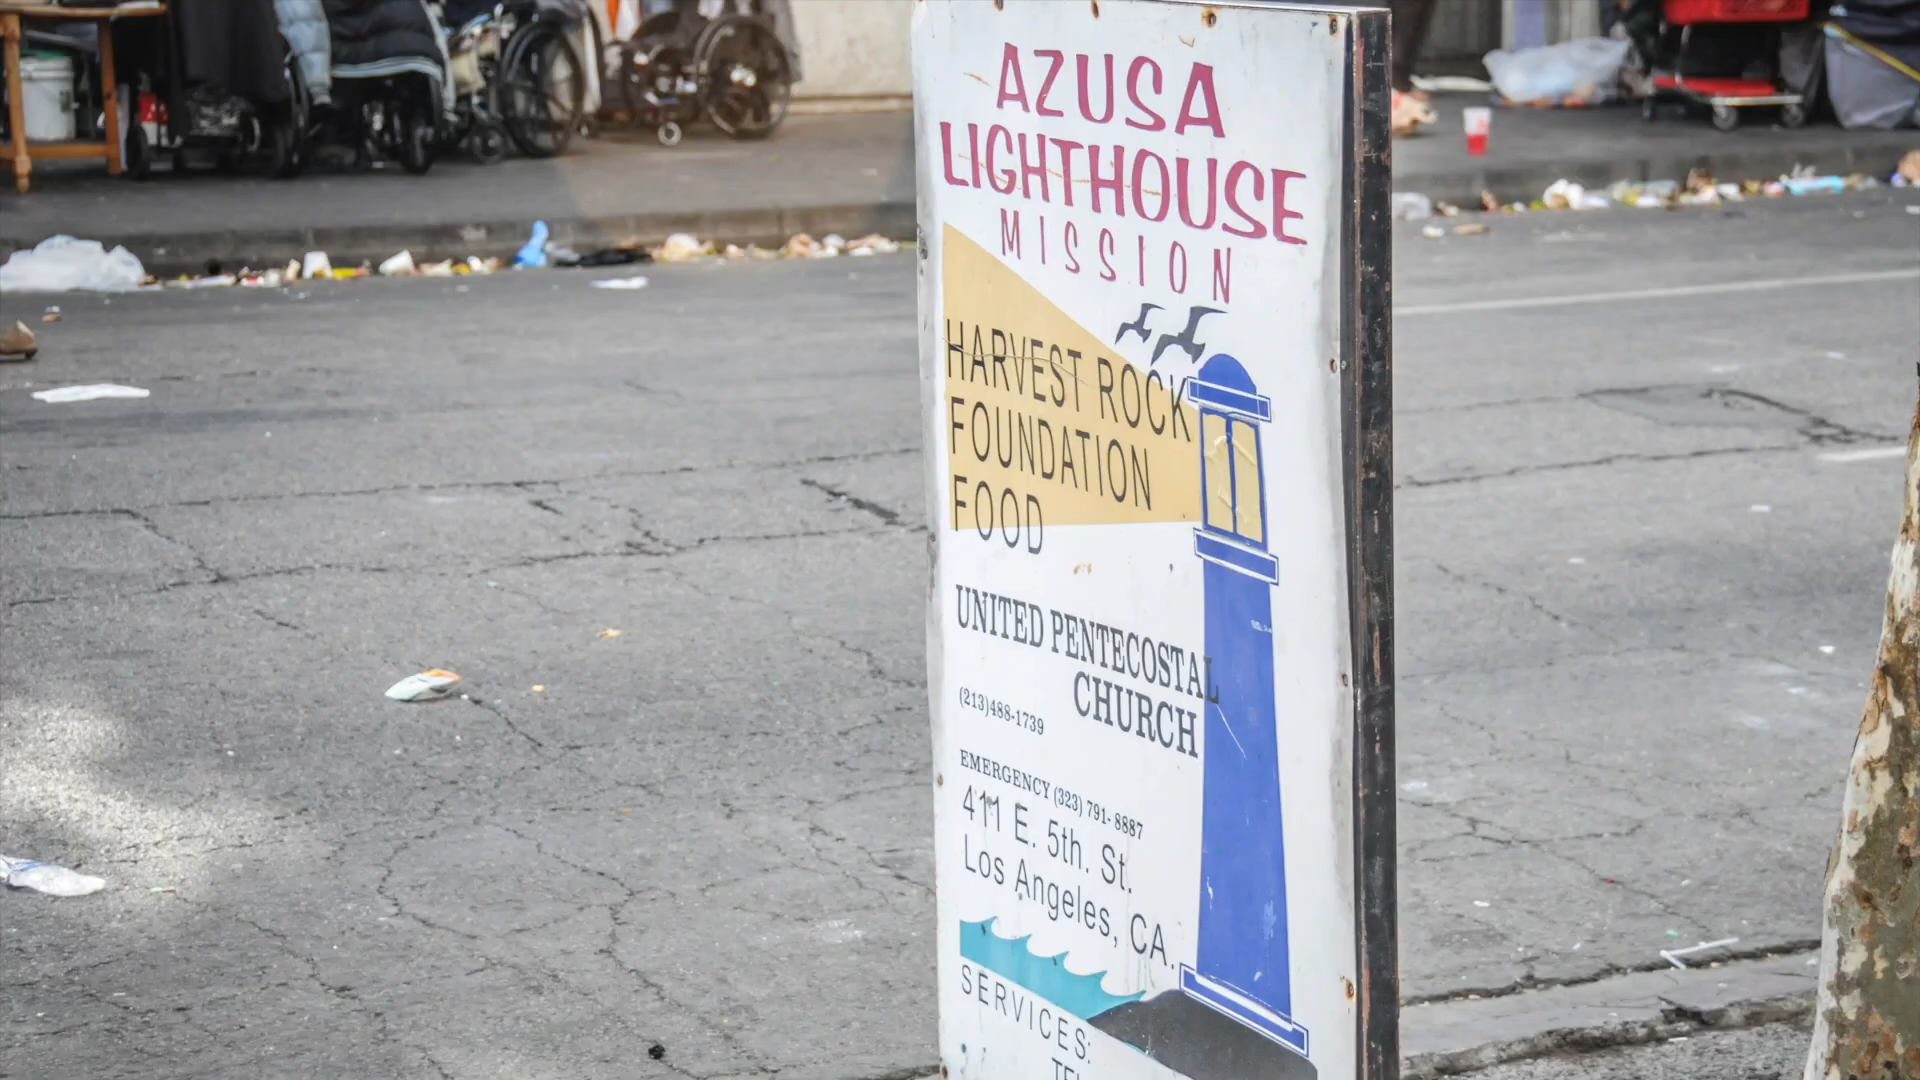 AZUSA
LIGHTHOUSE
MISSION
HARVEST ROCK
FOUNDATION
FOOD
UNITED PENTECOSTAL
CHURCH
(213)488-1739
EMERGENCY (323) 791-8887
411 E. 5th. St.
Los Angeles, CA.
SERVICES: